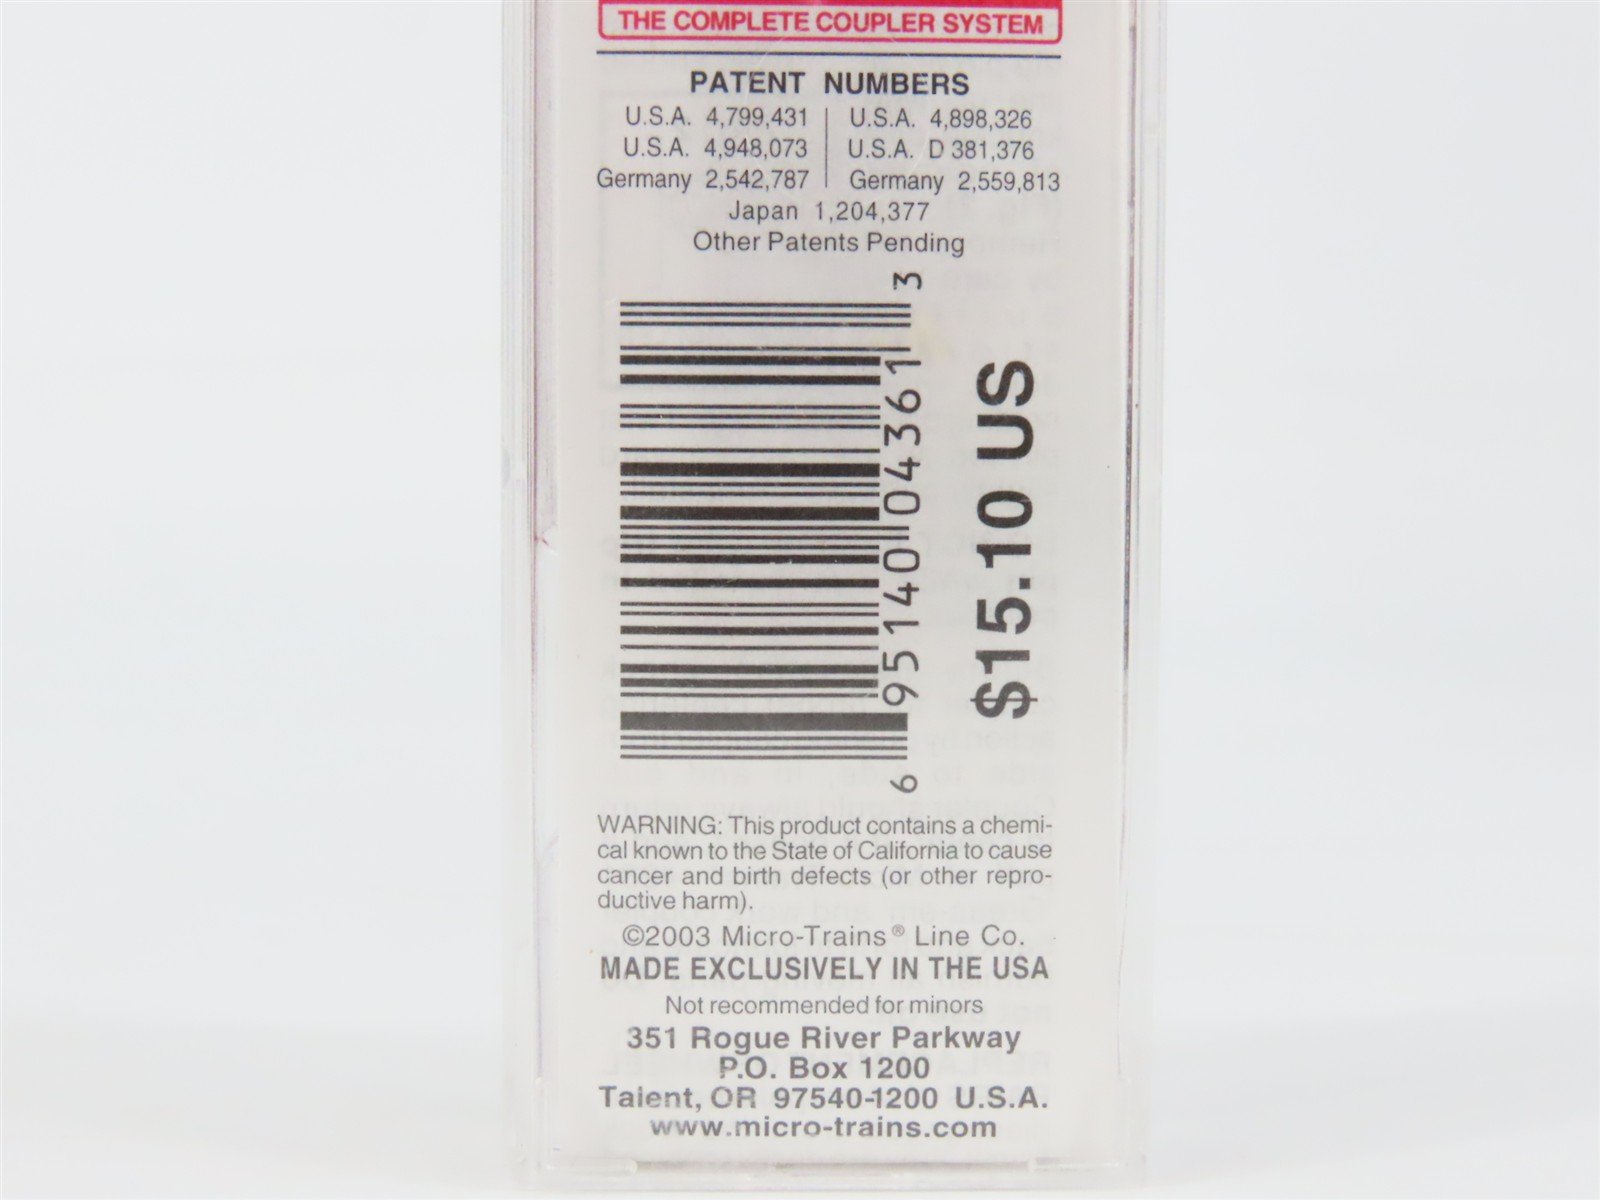 THE COMPLETE COUPLER SYSTEM
PATENT NUMBERS
U.S.A. 4,799,431 | U.S.A. 4,898,326
U.S.A. 4,948,073 | U.S.A. D 381,376
Germany 2,542,787 | Germany 2,559,813
Japan 1,204,377
Other Patents Pending
6 95140 04361 3
$15.10 US
WARNING: This product contains a chemi-
cal known to the State of California to cause
cancer and birth defects (or other repro-
ductive harm).
©2003 Micro-Trains® Line Co.
MADE EXCLUSIVELY IN THE USA
Not recommended for minors
351 Rogue River Parkway
P.O. Box 1200
Talent, OR 97540-1200 U.S.A.
www.micro-trains.com